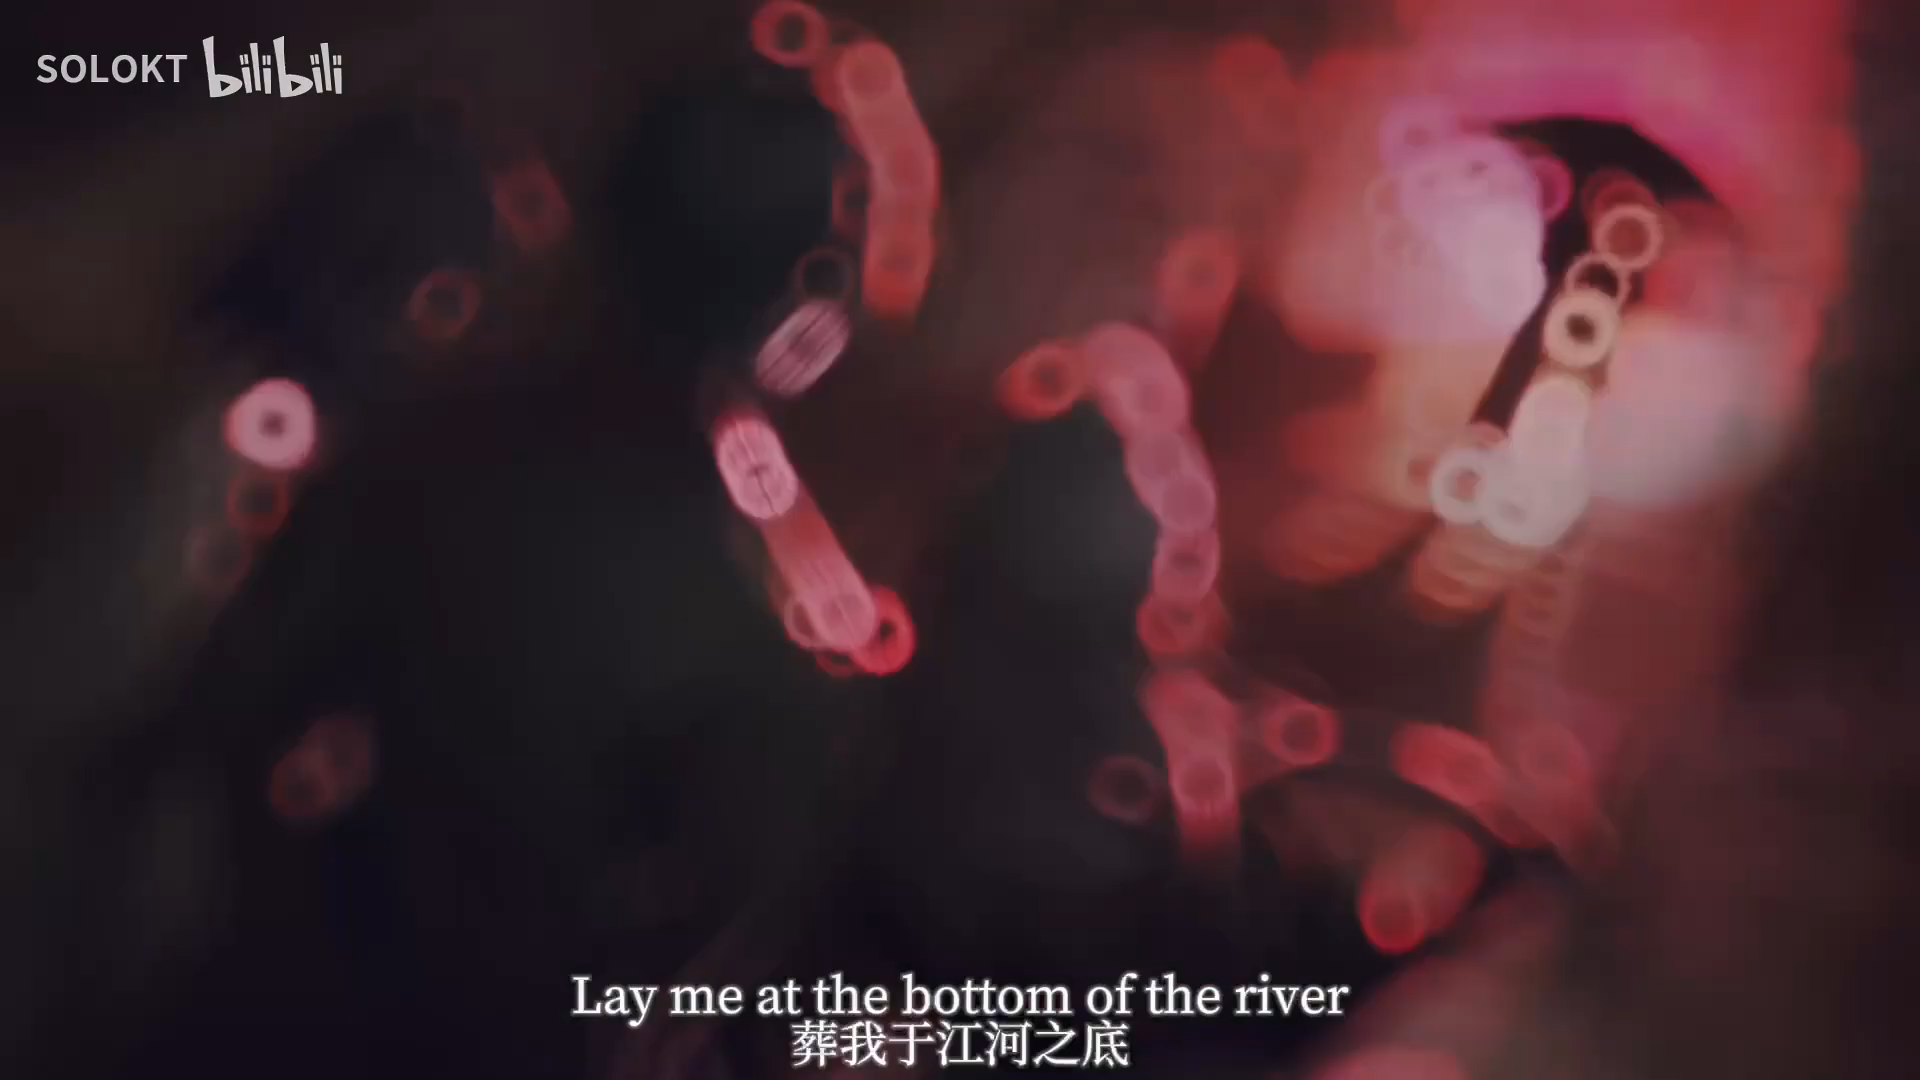 SOLOKT bilibili
Lay me at the bottom of the river
葬我于江河之底